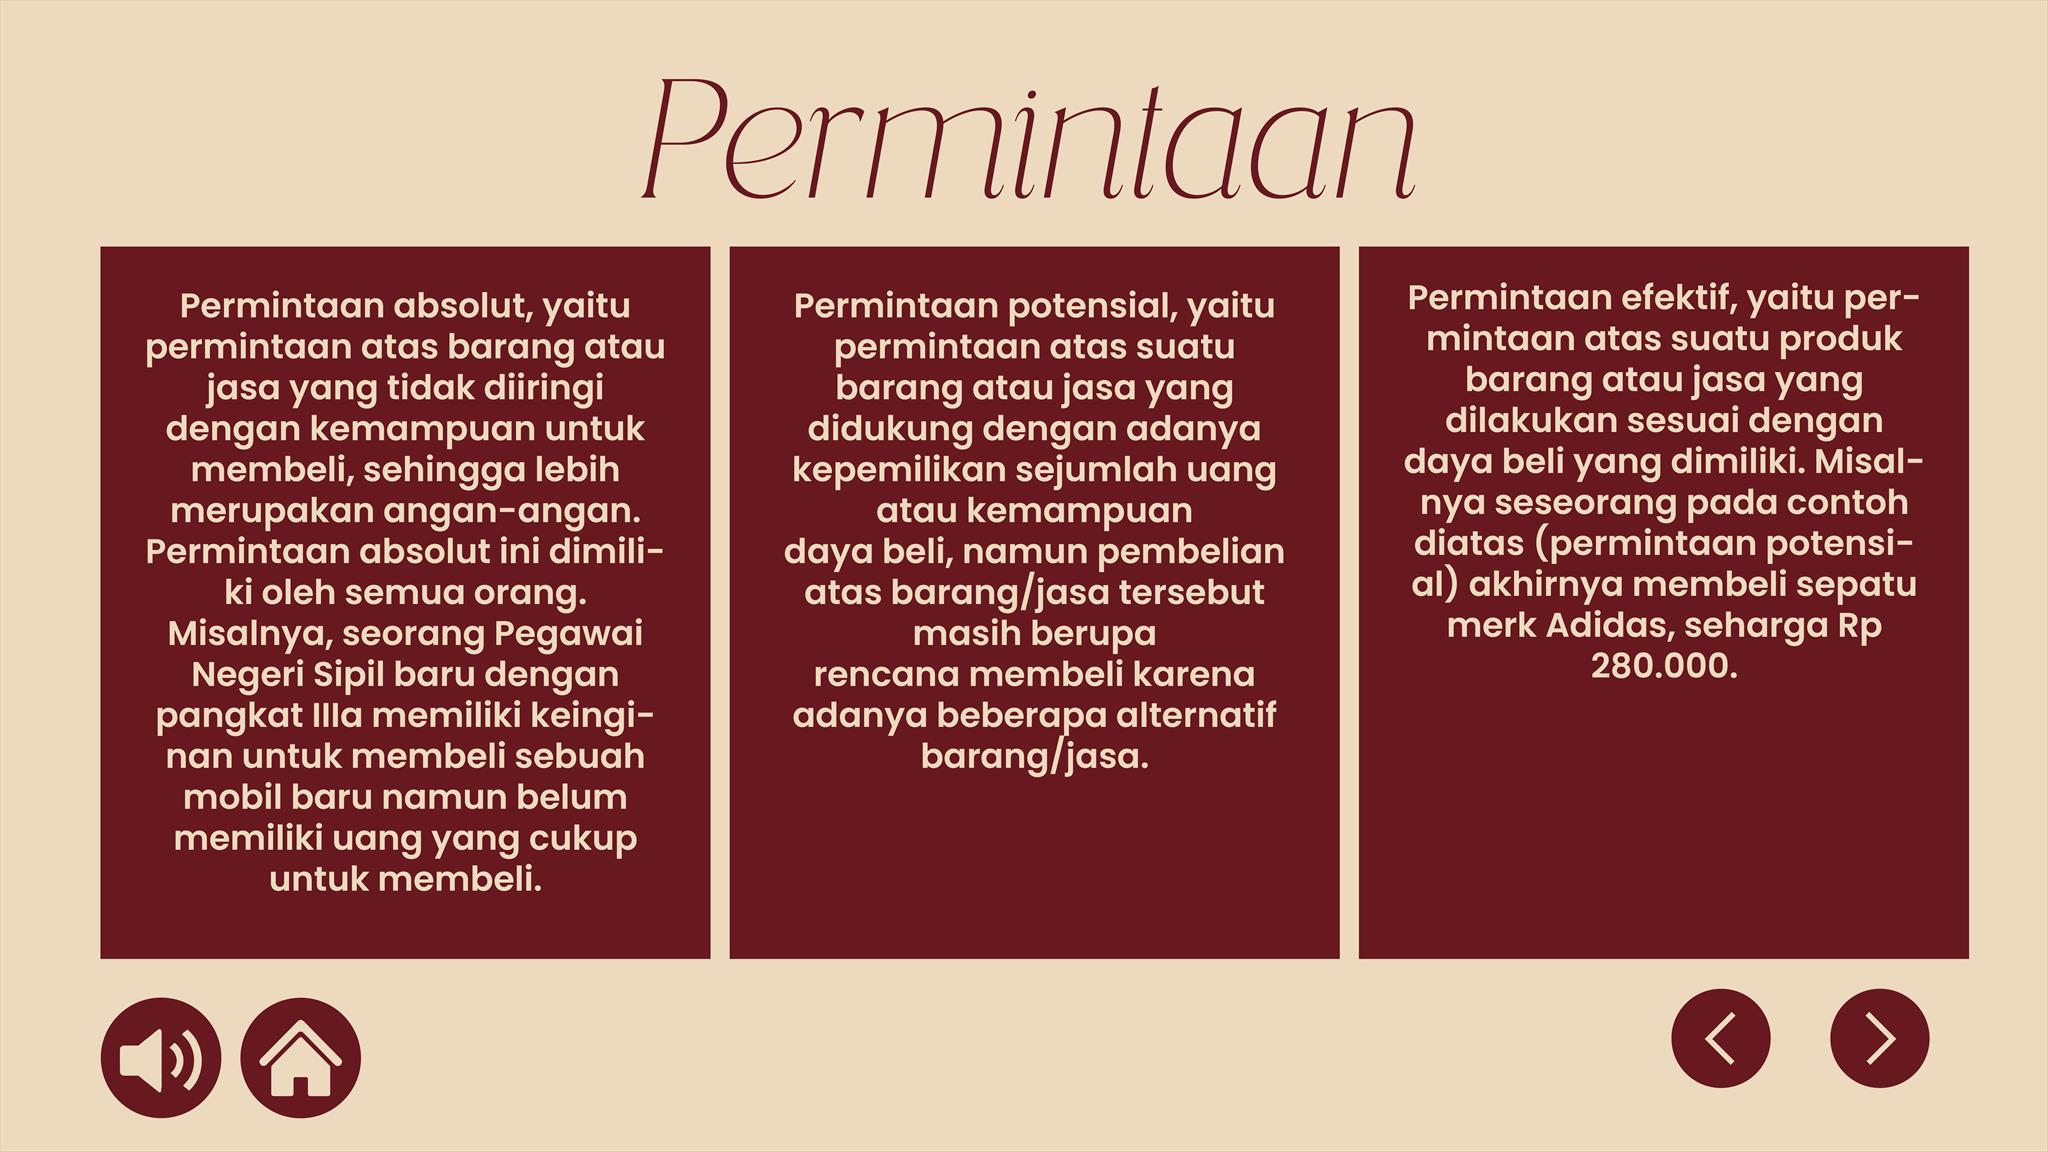 Permintaan
Permintaan absolut, yaitu
permintaan atas barang atau
jasa yang tidak diiringi
dengan kemampuan untuk
membeli, sehingga lebih
merupakan angan-angan.
Permintaan absolut ini dimili-
ki oleh semua orang.
Misalnya, seorang Pegawai
Negeri Sipil baru dengan
pangkat IIIa memiliki keingi-
nan untuk membeli sebuah
mobil baru namun belum
memiliki uang yang cukup
untuk membeli.
Permintaan potensial, yaitu
permintaan atas suatu
barang atau jasa yang
didukung dengan adanya
kepemilikan sejumlah uang
atau kemampuan
daya beli, namun pembelian
atas barang/jasa tersebut
masih berupa
rencana membeli karena
adanya beberapa alternatif
barang/jasa.
Permintaan efektif, yaitu per-
mintaan atas suatu produk
barang atau jasa yang
dilakukan sesuai dengan
daya beli yang dimiliki. Misal-
nya seseorang pada contoh
diatas (permintaan potensi-
al) akhirnya membeli sepatu
merk Adidas, seharga Rp
280.000.